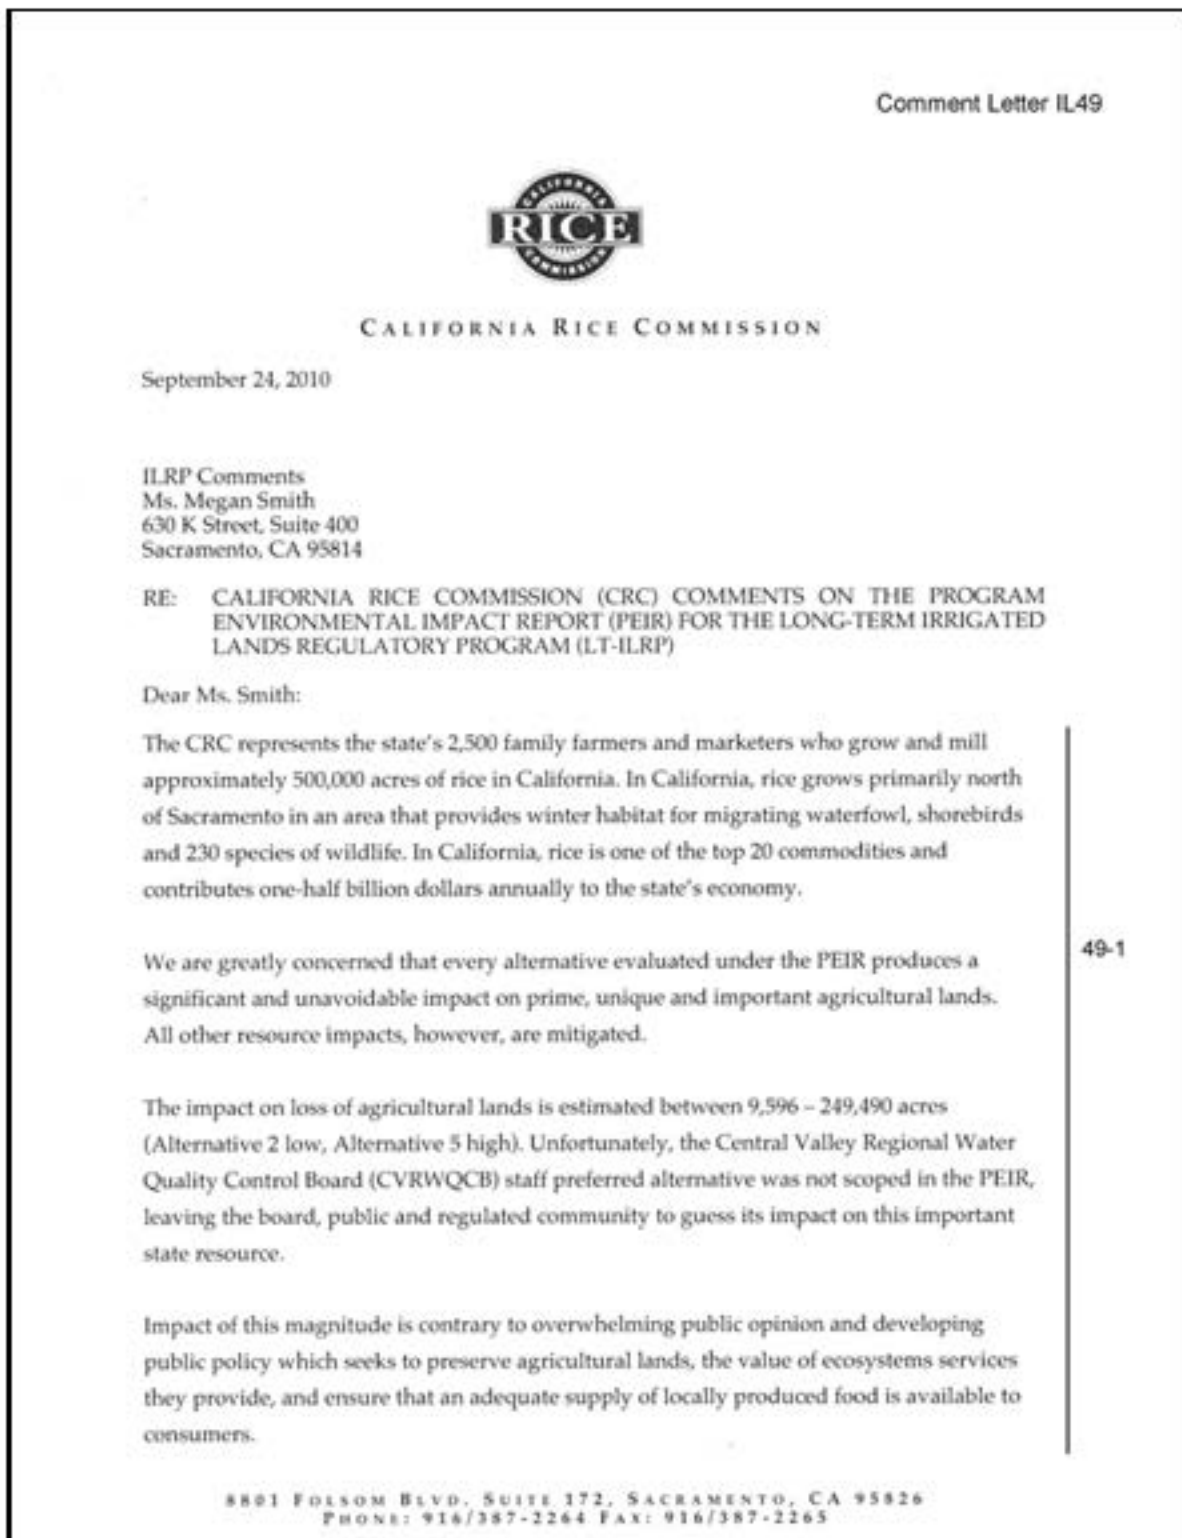 Comment Letter IL49
CALIFORNIA
RICE
COMMISSION
CALIFORNIA RICE COMMISSION
September 24, 2010
ILRP Comments
Ms. Megan Smith
630 K Street, Suite 400
Sacramento, CA 95814
RE: CALIFORNIA RICE COMMISSION (CRC) COMMENTS ON THE PROGRAM
ENVIRONMENTAL IMPACT REPORT (PEIR) FOR THE LONG-TERM IRRIGATED
LANDS REGULATORY PROGRAM (LT-ILRP)
Dear Ms. Smith:
The CRC represents the state's 2,500 family farmers and marketers who grow and mill
approximately 500,000 acres of rice in California. In California, rice grows primarily north
of Sacramento in an area that provides winter habitat for migrating waterfowl, shorebirds
and 230 species of wildlife. In California, rice is one of the top 20 commodities and
contributes one-half billion dollars annually to the state's economy.
49-1
We are greatly concerned that every alternative evaluated under the PEIR produces a
significant and unavoidable impact on prime, unique and important agricultural lands.
All other resource impacts, however, are mitigated.
The impact on loss of agricultural lands is estimated between 9,596 – 249,490 acres
(Alternative 2 low, Alternative 5 high). Unfortunately, the Central Valley Regional Water
Quality Control Board (CVRWQCB) staff preferred alternative was not scoped in the PEIR,
leaving the board, public and regulated community to guess its impact on this important
state resource.
Impact of this magnitude is contrary to overwhelming public opinion and developing
public policy which seeks to preserve agricultural lands, the value of ecosystems services
they provide, and ensure that an adequate supply of locally produced food is available to
consumers.
8801 FOLSOM BLVD, SUITE 172, SACRAMENTO, CA 95826
PHONE: 916/387-2264 FAX: 916/387-2265